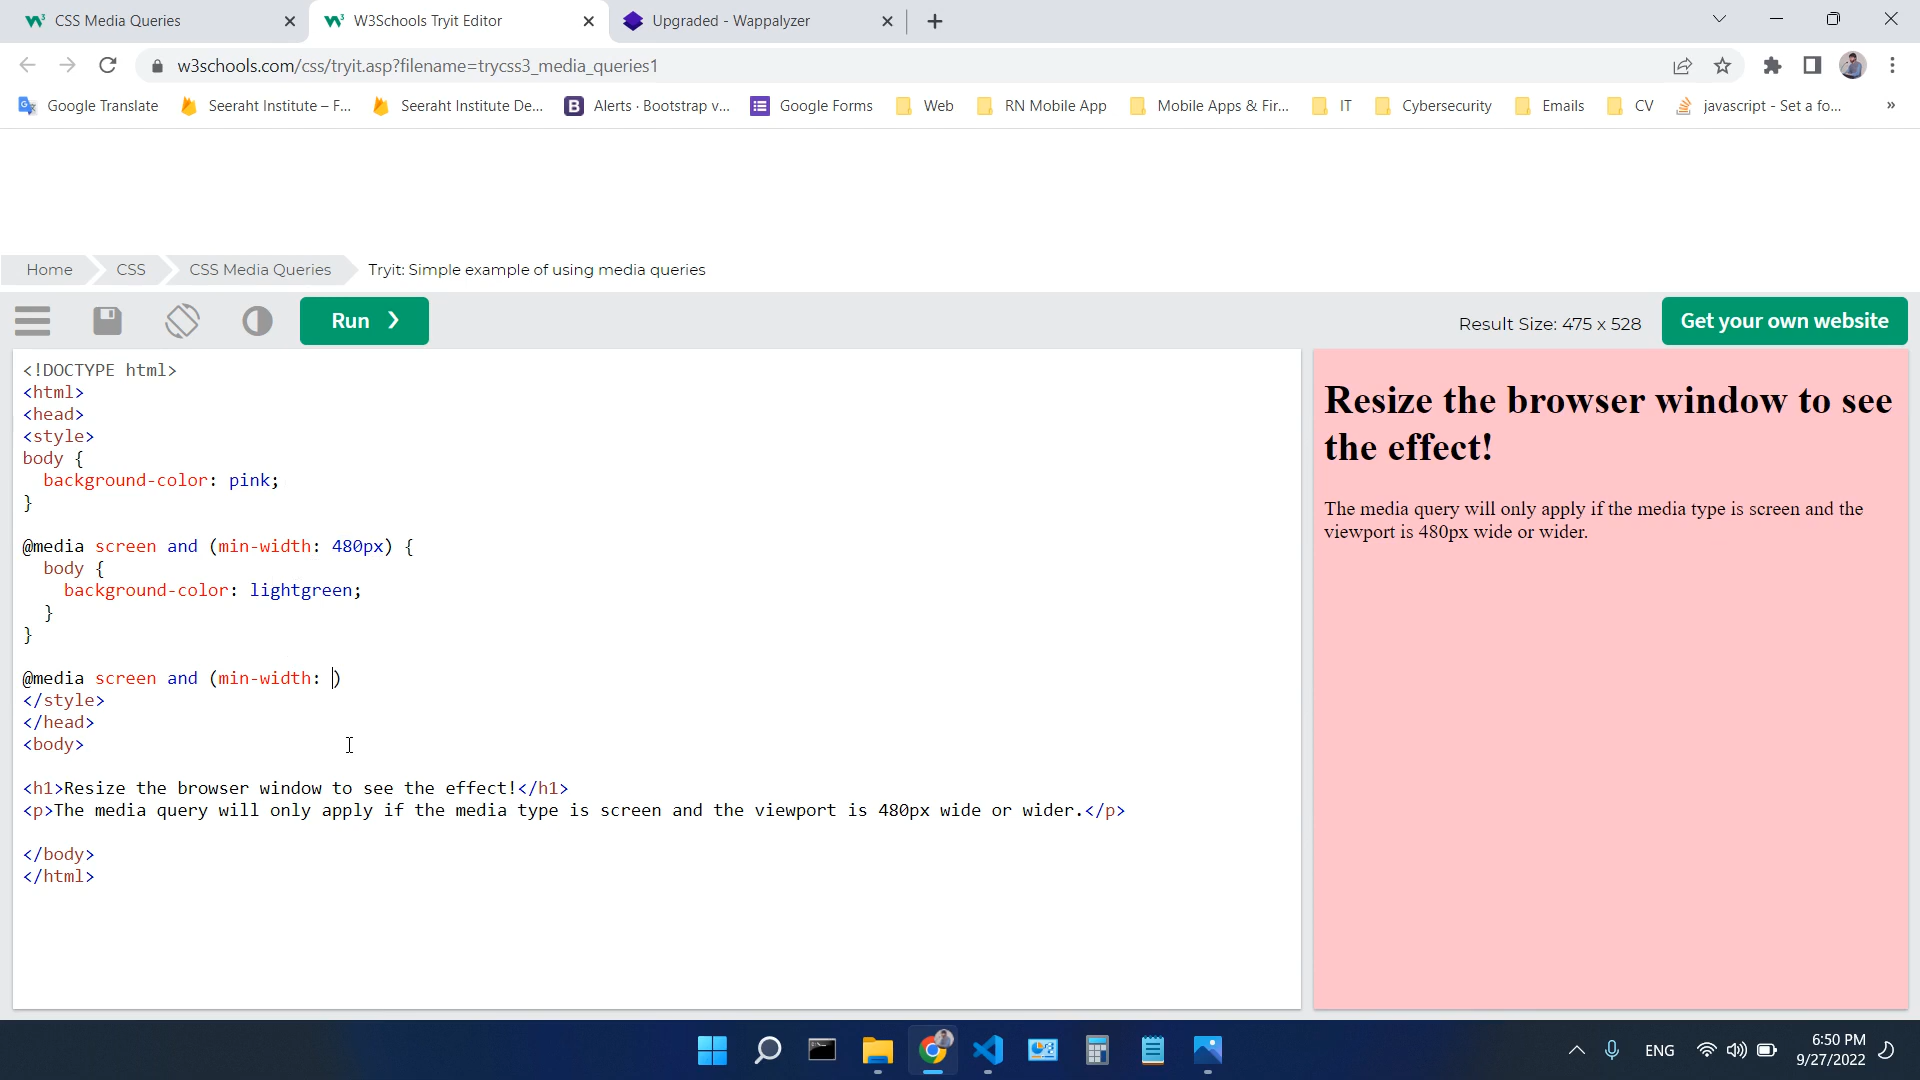 CSS Media Queries
W3Schools Tryit Editor
Upgraded - Wappalyzer
w3schools.com/css/tryit.asp?filename=trycss3_media_queries1
Google Translate
Seeraht Institute – F...
Seeraht Institute De...
B
Alerts · Bootstrap v...
Google Forms
Web
RN Mobile App
Mobile Apps & Fir...
IT
Cybersecurity
Emails
CV
javascript - Set a fo...
»
Home
CSS
CSS Media Queries
Tryit: Simple example of using media queries
Run ❯
Result Size: 475 x 528
Get your own website
<!DOCTYPE html>
<html>
<head>
<style>
body {
  background-color: pink;
}
@media screen and (min-width: 480px) {
  body {
    background-color: lightgreen;
  }
}
@media screen and (min-width: )
</style>
</head>
<body>
<h1>Resize the browser window to see the effect!</h1>
<p>The media query will only apply if the media type is screen and the viewport is 480px wide or wider.</p>
</body>
</html>
Resize the browser window to see
the effect!
The media query will only apply if the media type is screen and the
viewport is 480px wide or wider.
ENG
6:50 PM
9/27/2022